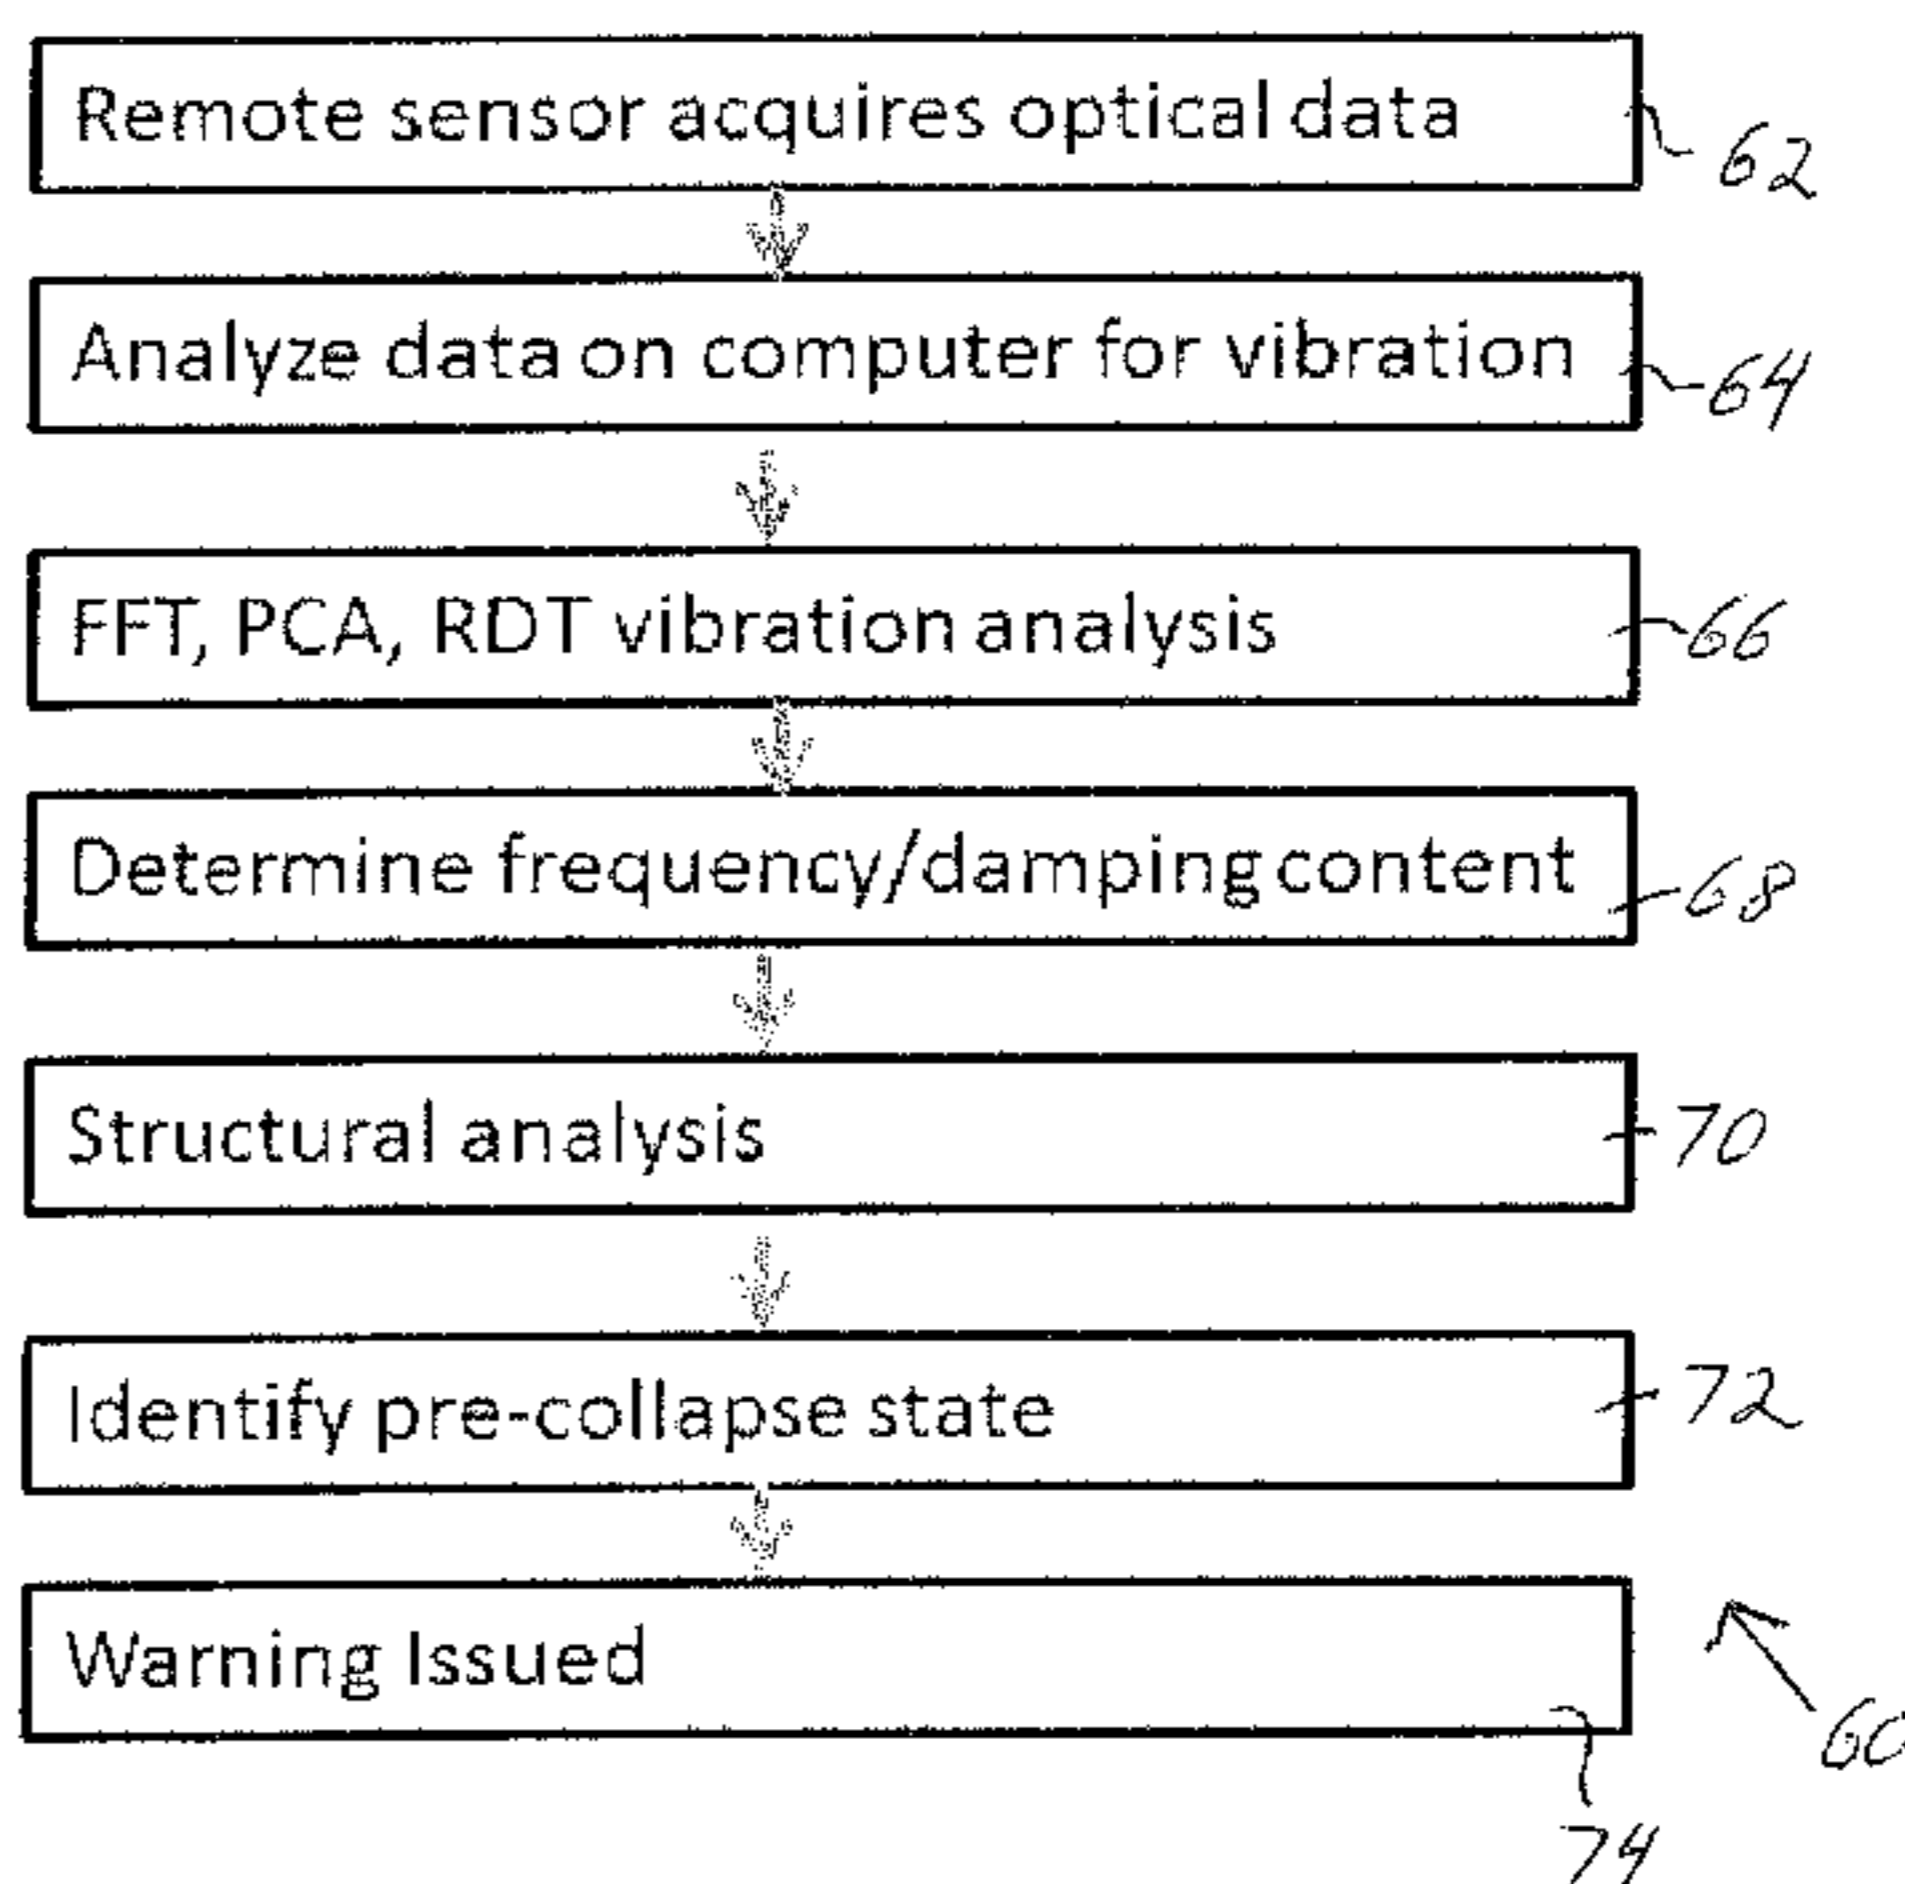 Remote sensor acquires optical data
62
Analyze data on computer for vibration
64
FFT, PCA, RDT vibration analysis
66
Determine frequency/damping content
68
Structural analysis
70
Identify pre-collapse state
72
Warning Issued
60
74